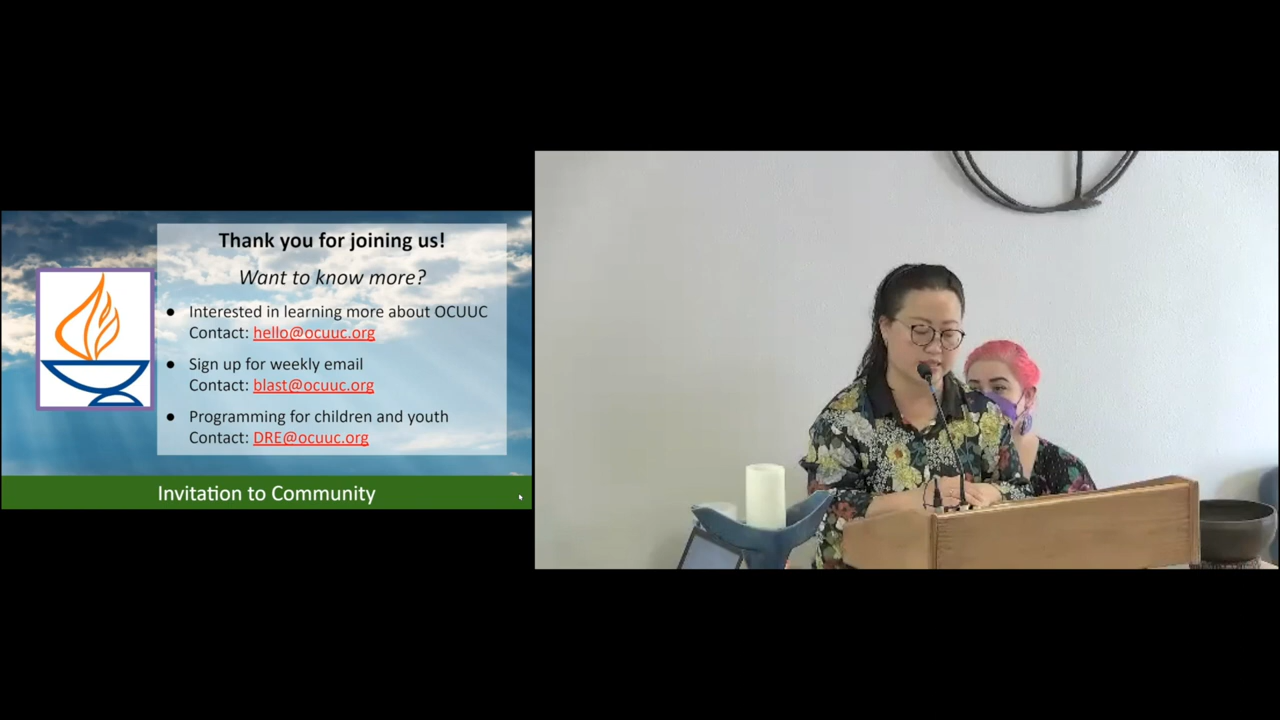 Thank you for joining us!
Want to know more?
● Interested in learning more about OCUUC
Contact: hello@ocuuc.org
● Sign up for weekly email
Contact: blast@ocuuc.org
● Programming for children and youth
Contact: DRE@ocuuc.org
Invitation to Community